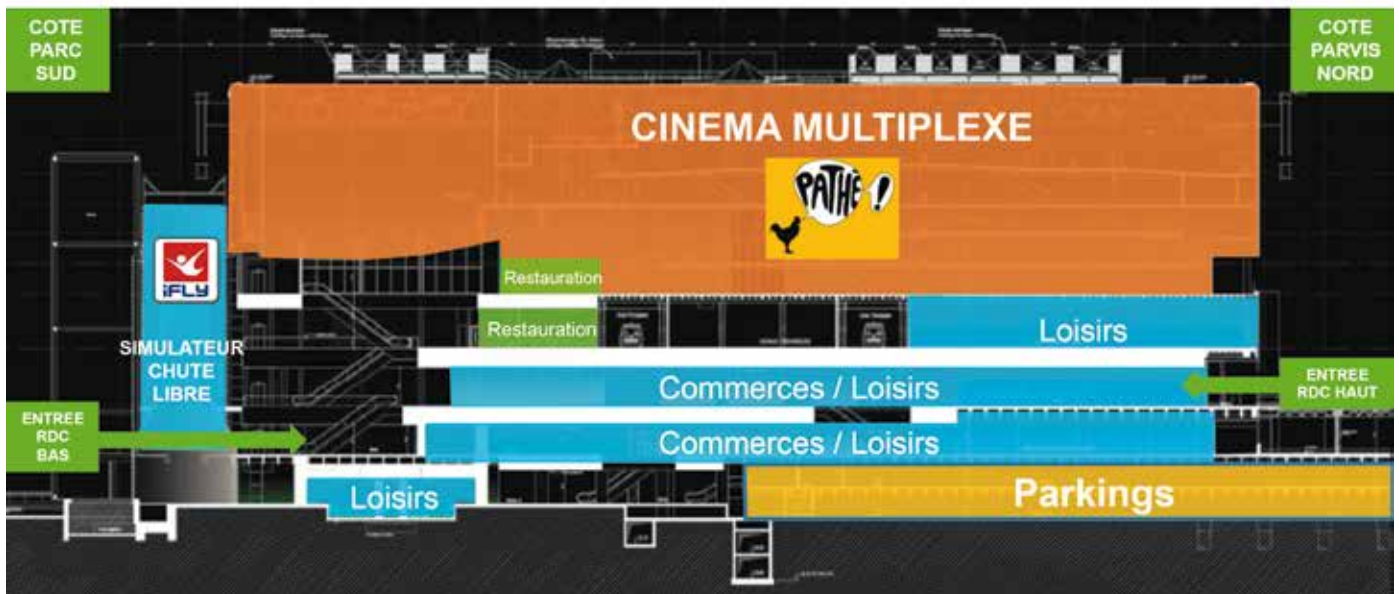 COTE
PARC
SUD
COTE
PARVIS
NORD
CINEMA MULTIPLEXE
PATHE!
iFLY
SIMULATEUR
CHUTE
LIBRE
Restauration
Restauration
Loisirs
Commerces / Loisirs
ENTREE
RDC HAUT
ENTREE
RDC
BAS
Commerces / Loisirs
Loisirs
Parkings